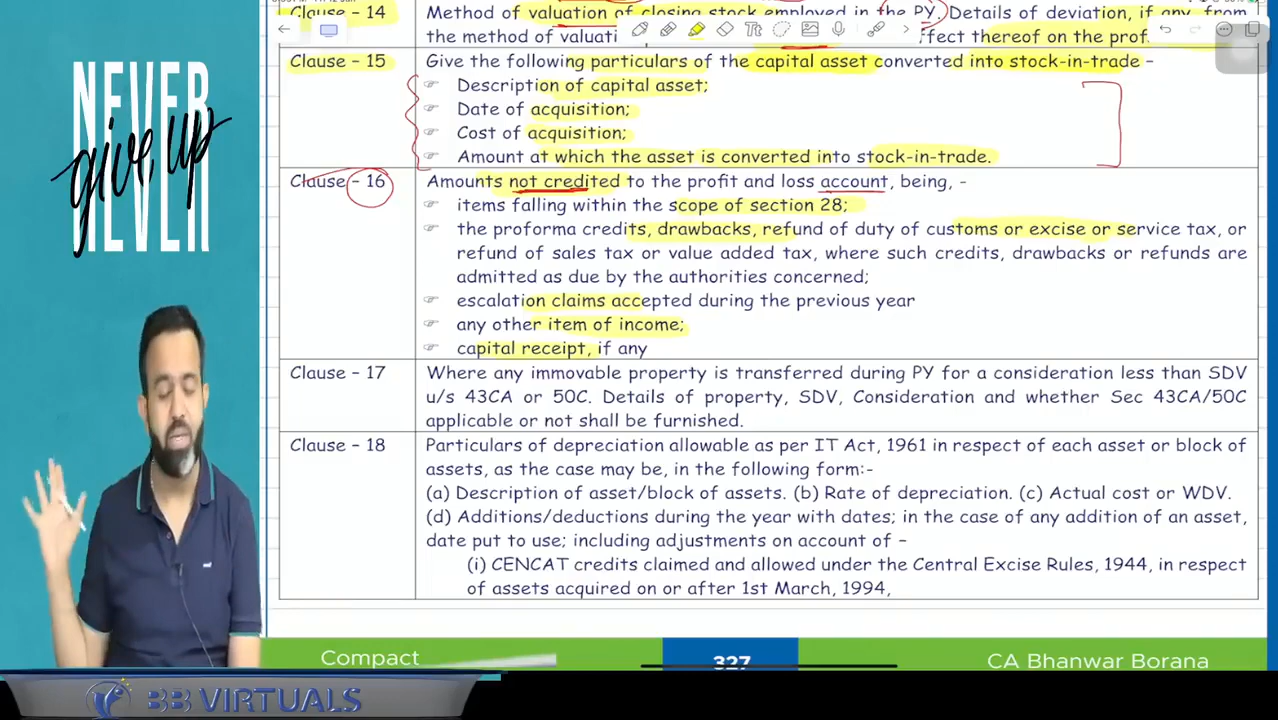 Clause - 14
Method of valuation of closing stock employed in the PY. Details of deviation, if any, from
the method of valuati
ffect thereof on the prof
Clause - 15
Give the following particulars of the capital asset converted into stock-in-trade –
Description of capital asset;
Date of acquisition;
Cost of acquisition;
Amount at which the asset is converted into stock-in-trade.
Clause - 16
Amounts not credited to the profit and loss account, being, -
items falling within the scope of section 28;
the proforma credits, drawbacks, refund of duty of customs or excise or service tax, or
refund of sales tax or value added tax, where such credits, drawbacks or refunds are
admitted as due by the authorities concerned;
escalation claims accepted during the previous year
any other item of income;
capital receipt, if any
Clause - 17
Where any immovable property is transferred during PY for a consideration less than SDV
u/s 43CA or 50C. Details of property, SDV, Consideration and whether Sec 43CA/50C
applicable or not shall be furnished.
Clause - 18
Particulars of depreciation allowable as per IT Act, 1961 in respect of each asset or block of
assets, as the case may be, in the following form:-
(a) Description of asset/block of assets. (b) Rate of depreciation. (c) Actual cost or WDV.
(d) Additions/deductions during the year with dates; in the case of any addition of an asset,
date put to use; including adjustments on account of –
(i) CENCAT credits claimed and allowed under the Central Excise Rules, 1944, in respect
of assets acquired on or after 1st March, 1994,
NEVER
give up
NEVER
Compact
327
CA Bhanwar Borana
BB VIRTUALS